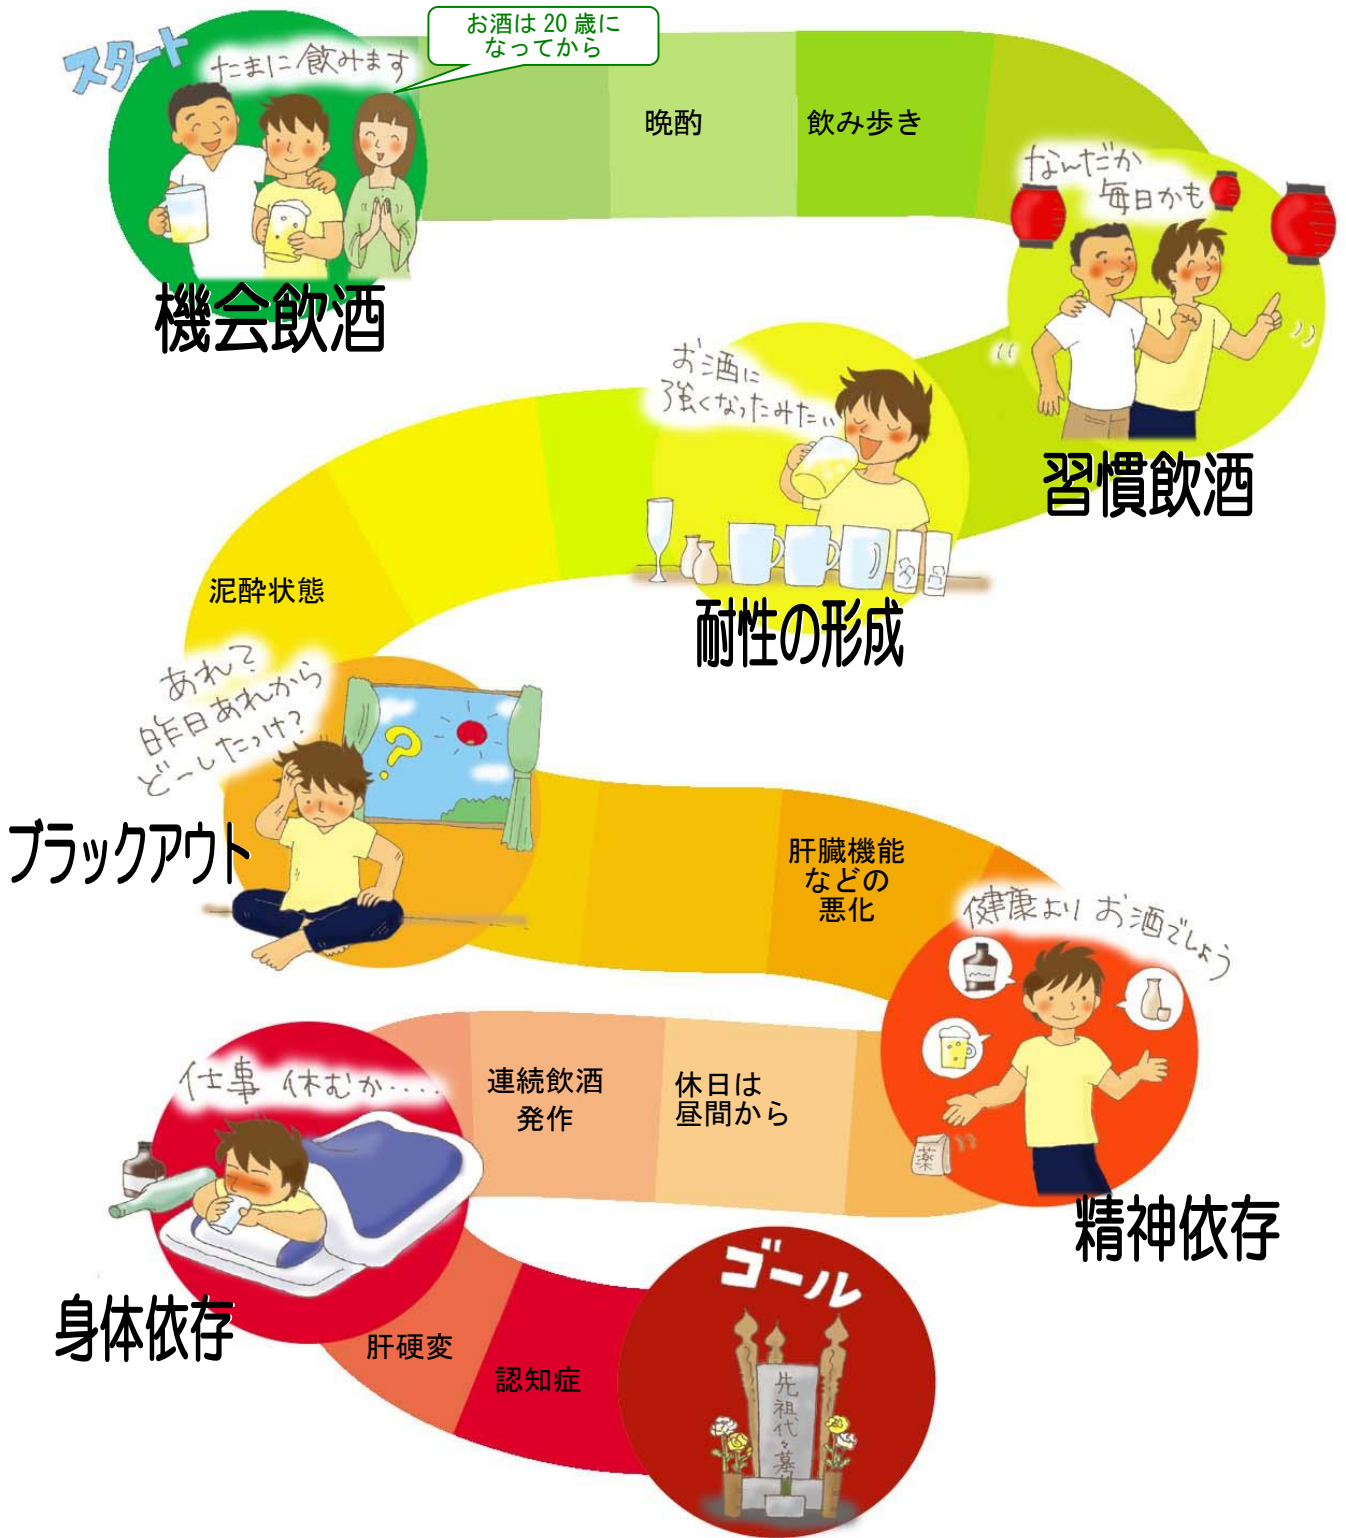 スタート
お酒は20歳に
なってから
たまに飲みます
機会飲酒
晩酌
飲み歩き
なんだか
毎日かも
習慣飲酒
お酒に
強くなったみたい
耐性の形成
泥酔状態
あれ?
昨日あれから
どーしたっけ?
?
ブラックアウト
肝臓機能
などの
悪化
健康よりお酒でしょう
薬
精神依存
休日は
昼間から
連続飲酒
発作
仕事 休むか・・・・
身体依存
肝硬変
認知症
ゴール
先祖代々墓